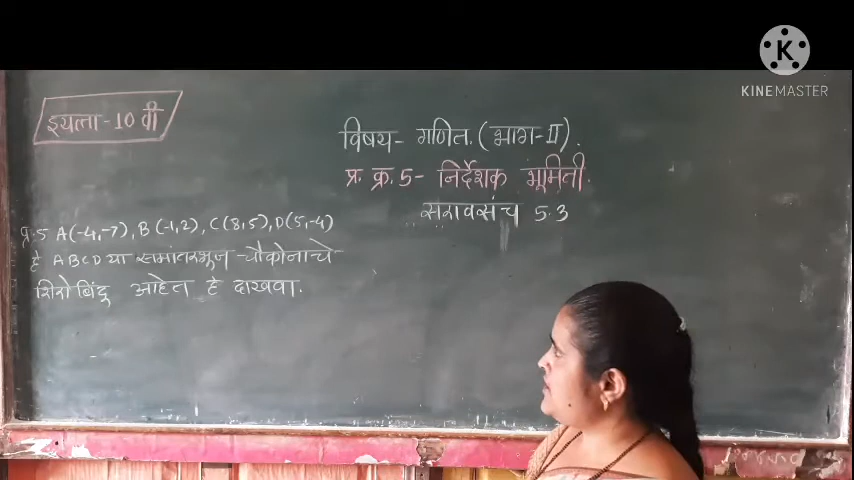 KINEMASTER
इयत्ता-10 वी
विषय- गणित.(भाग-II).
प्र. क्र. 5- निर्देशक भूमिती.
सरावसंच 5.3
प्र.5 A(-4,-7), B(-1,2), C(8,5), D(5,-4)
हे ABCD या समांतरभुज चौकोनाचे
शिरोबिंदू आहेत हे दाखवा.